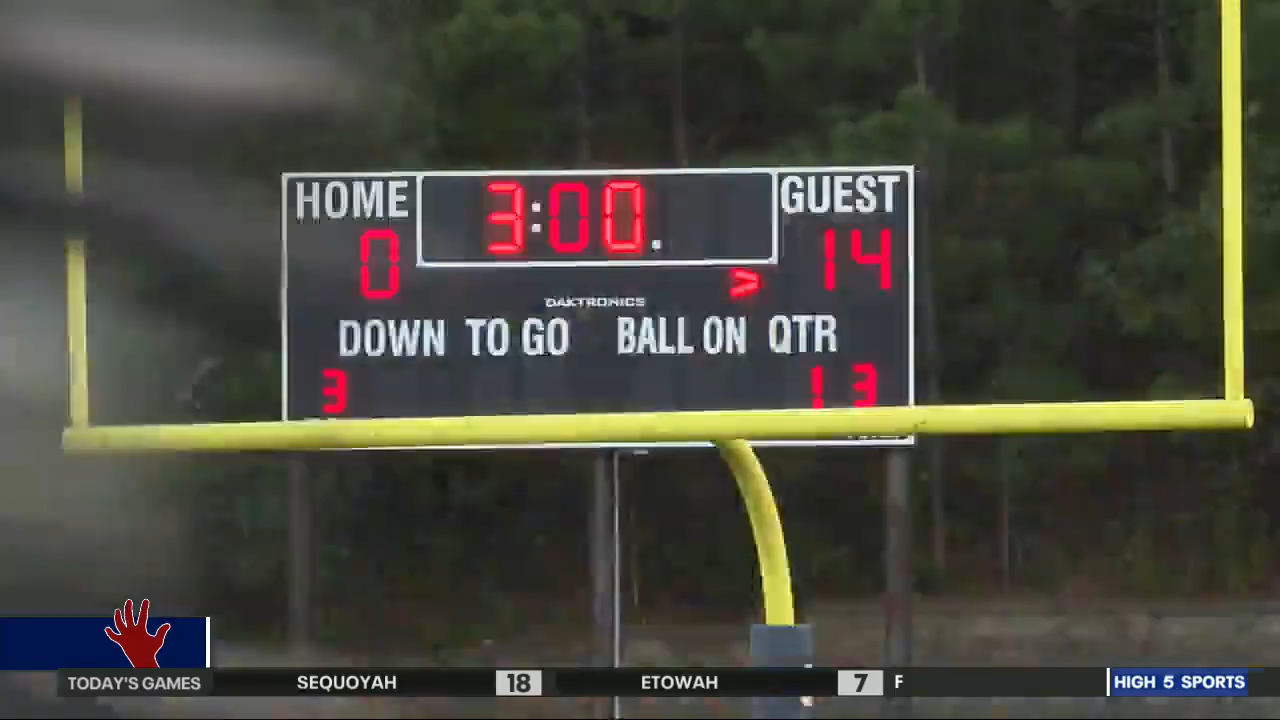 HOME 3:00. GUEST
0 14
DAKTRONICS
DOWN TO GO BALL ON QTR
3 1 3
TODAY'S GAMES SEQUOYAH 18 ETOWAH 7 F HIGH 5 SPORTS